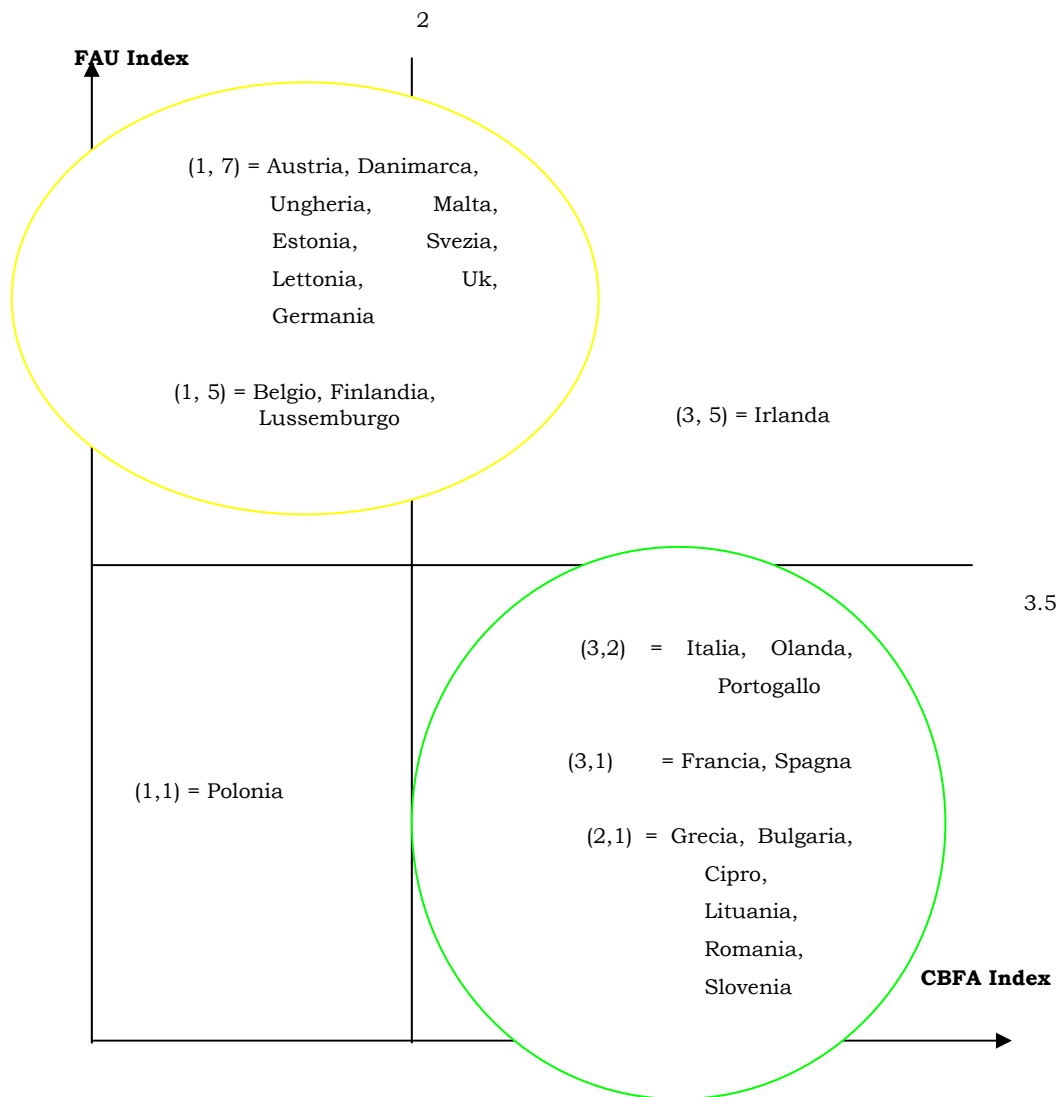 2
FAU Index
(1, 7) = Austria, Danimarca,
Ungheria, Malta,
Estonia, Svezia,
Lettonia, Uk,
Germania
(1, 5) = Belgio, Finlandia,
Lussemburgo
(3, 5) = Irlanda
3.5
(3,2) = Italia, Olanda,
Portogallo
(3,1) = Francia, Spagna
(1,1) = Polonia
(2,1) = Grecia, Bulgaria,
Cipro,
Lituania,
Romania,
Slovenia
CBFA Index